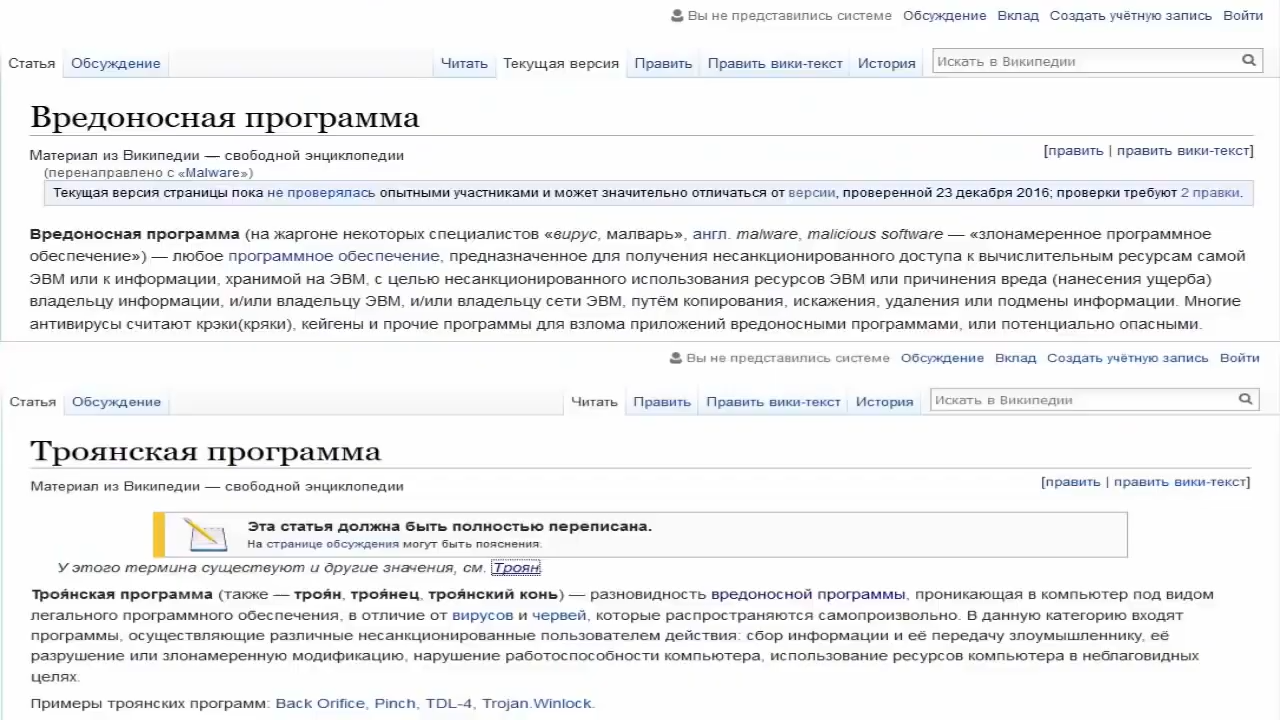 Вы не представились системе Обсуждение Вклад Создать учётную запись Войти
Статья Обсуждение Читать Текущая версия Править Править вики-текст История Искать в Википедии
Вредоносная программа
Материал из Википедии — свободной энциклопедии [править | править вики-текст]
(перенаправлено с «Malware»)
Текущая версия страницы пока не проверялась опытными участниками и может значительно отличаться от версии, проверенной 23 декабря 2016; проверки требуют 2 правки.
Вредоносная программа (на жаргоне некоторых специалистов «вирус, малварь», англ. malware, malicious software — «злонамеренное программное
обеспечение») — любое программное обеспечение, предназначенное для получения несанкционированного доступа к вычислительным ресурсам самой
ЭВМ или к информации, хранимой на ЭВМ, с целью несанкционированного использования ресурсов ЭВМ или причинения вреда (нанесения ущерба)
владельцу информации, и/или владельцу ЭВМ, и/или владельцу сети ЭВМ, путём копирования, искажения, удаления или подмены информации. Многие
антивирусы считают крэки(кряки), кейгены и прочие программы для взлома приложений вредоносными программами, или потенциально опасными.
Вы не представились системе Обсуждение Вклад Создать учётную запись Войти
Статья Обсуждение Читать Править Править вики-текст История Искать в Википедии
Троянская программа
Материал из Википедии — свободной энциклопедии [править | править вики-текст]
Эта статья должна быть полностью переписана.
На странице обсуждения могут быть пояснения.
У этого термина существуют и другие значения, см. Троян.
Троя́нская программа (также — троя́н, троя́нец, троя́нский конь) — разновидность вредоносной программы, проникающая в компьютер под видом
легального программного обеспечения, в отличие от вирусов и червей, которые распространяются самопроизвольно. В данную категорию входят
программы, осуществляющие различные несанкционированные пользователем действия: сбор информации и её передачу злоумышленнику, её
разрушение или злонамеренную модификацию, нарушение работоспособности компьютера, использование ресурсов компьютера в неблаговидных
целях.
Примеры троянских программ: Back Orifice, Pinch, TDL-4, Trojan.Winlock.